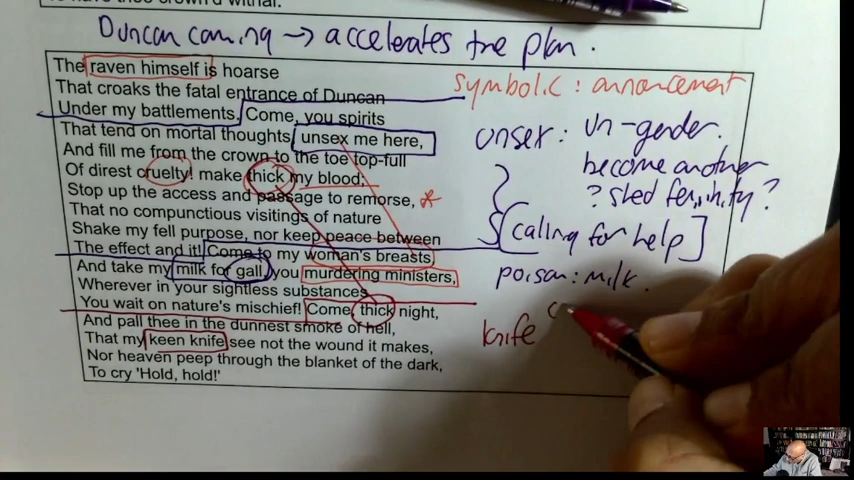 to have thee crown'd withal.
Duncan coming → accelerates the plan.
The raven himself is hoarse
That croaks the fatal entrance of Duncan
Under my battlements. Come, you spirits
That tend on mortal thoughts, unsex me here,
And fill me from the crown to the toe top-full
Of direst cruelty! make thick my blood;
Stop up the access and passage to remorse,
That no compunctious visitings of nature
Shake my fell purpose, nor keep peace between
The effect and it! Come to my woman's breasts,
And take my milk for gall, you murdering ministers,
Wherever in your sightless substances
You wait on nature's mischief! Come, thick night,
And pall thee in the dunnest smoke of hell,
That my keen knife see not the wound it makes,
Nor heaven peep through the blanket of the dark,
To cry 'Hold, hold!'
symbolic : announcement
unsex : un-gender.
become another
? shed femininity ?
[calling for help]
poison : milk.
knife